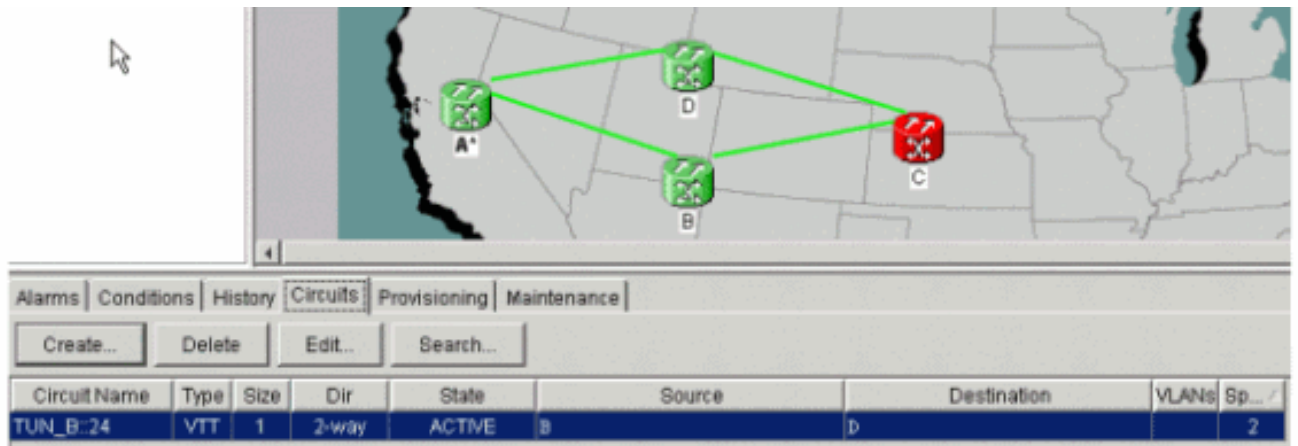 D
A*
C
B
Alarms Conditions History Circuits Provisioning Maintenance
Create... Delete Edit... Search...
Circuit Name Type Size Dir State Source Destination VLANs Sp...
TUN_B::24 VTT 1 2-way ACTIVE B D 2